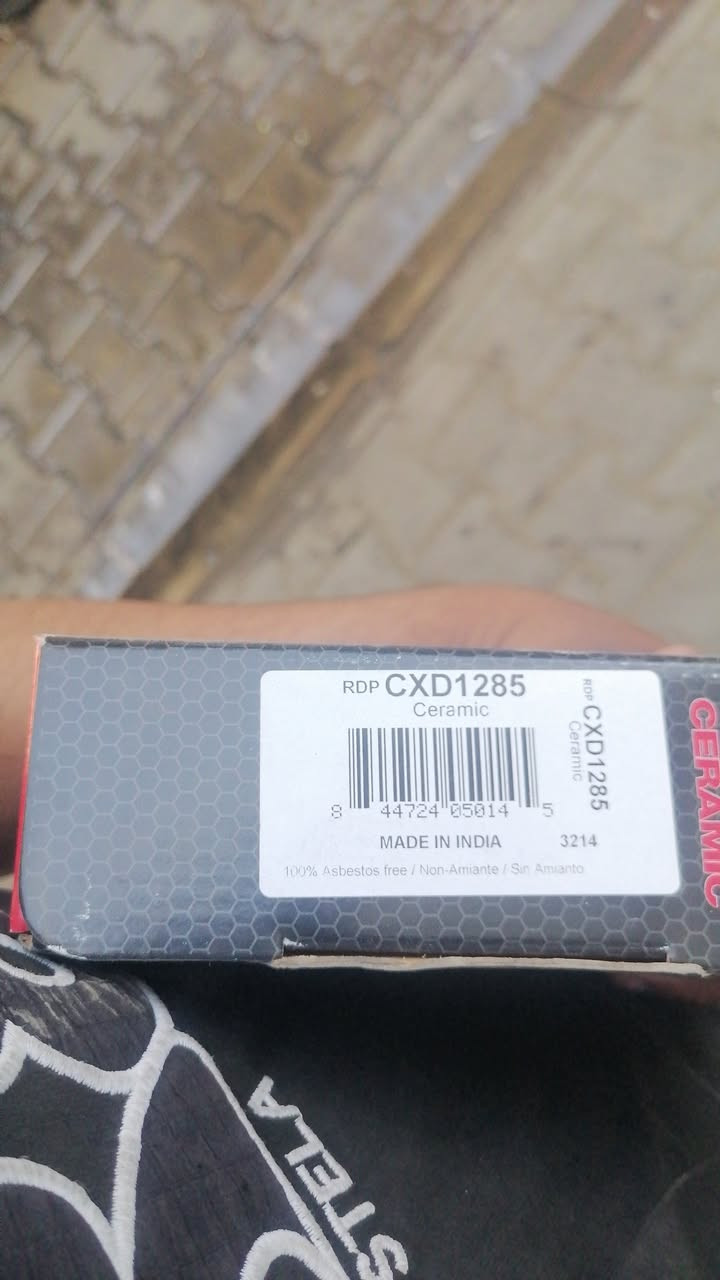 RDP CXD1285
Ceramic
8 44724 05014 5
MADE IN INDIA 3214
100% Asbestos free / Non-Amiante / Sin Amianto
RDP CXD1285
Ceramic
CERAMIC
STELA